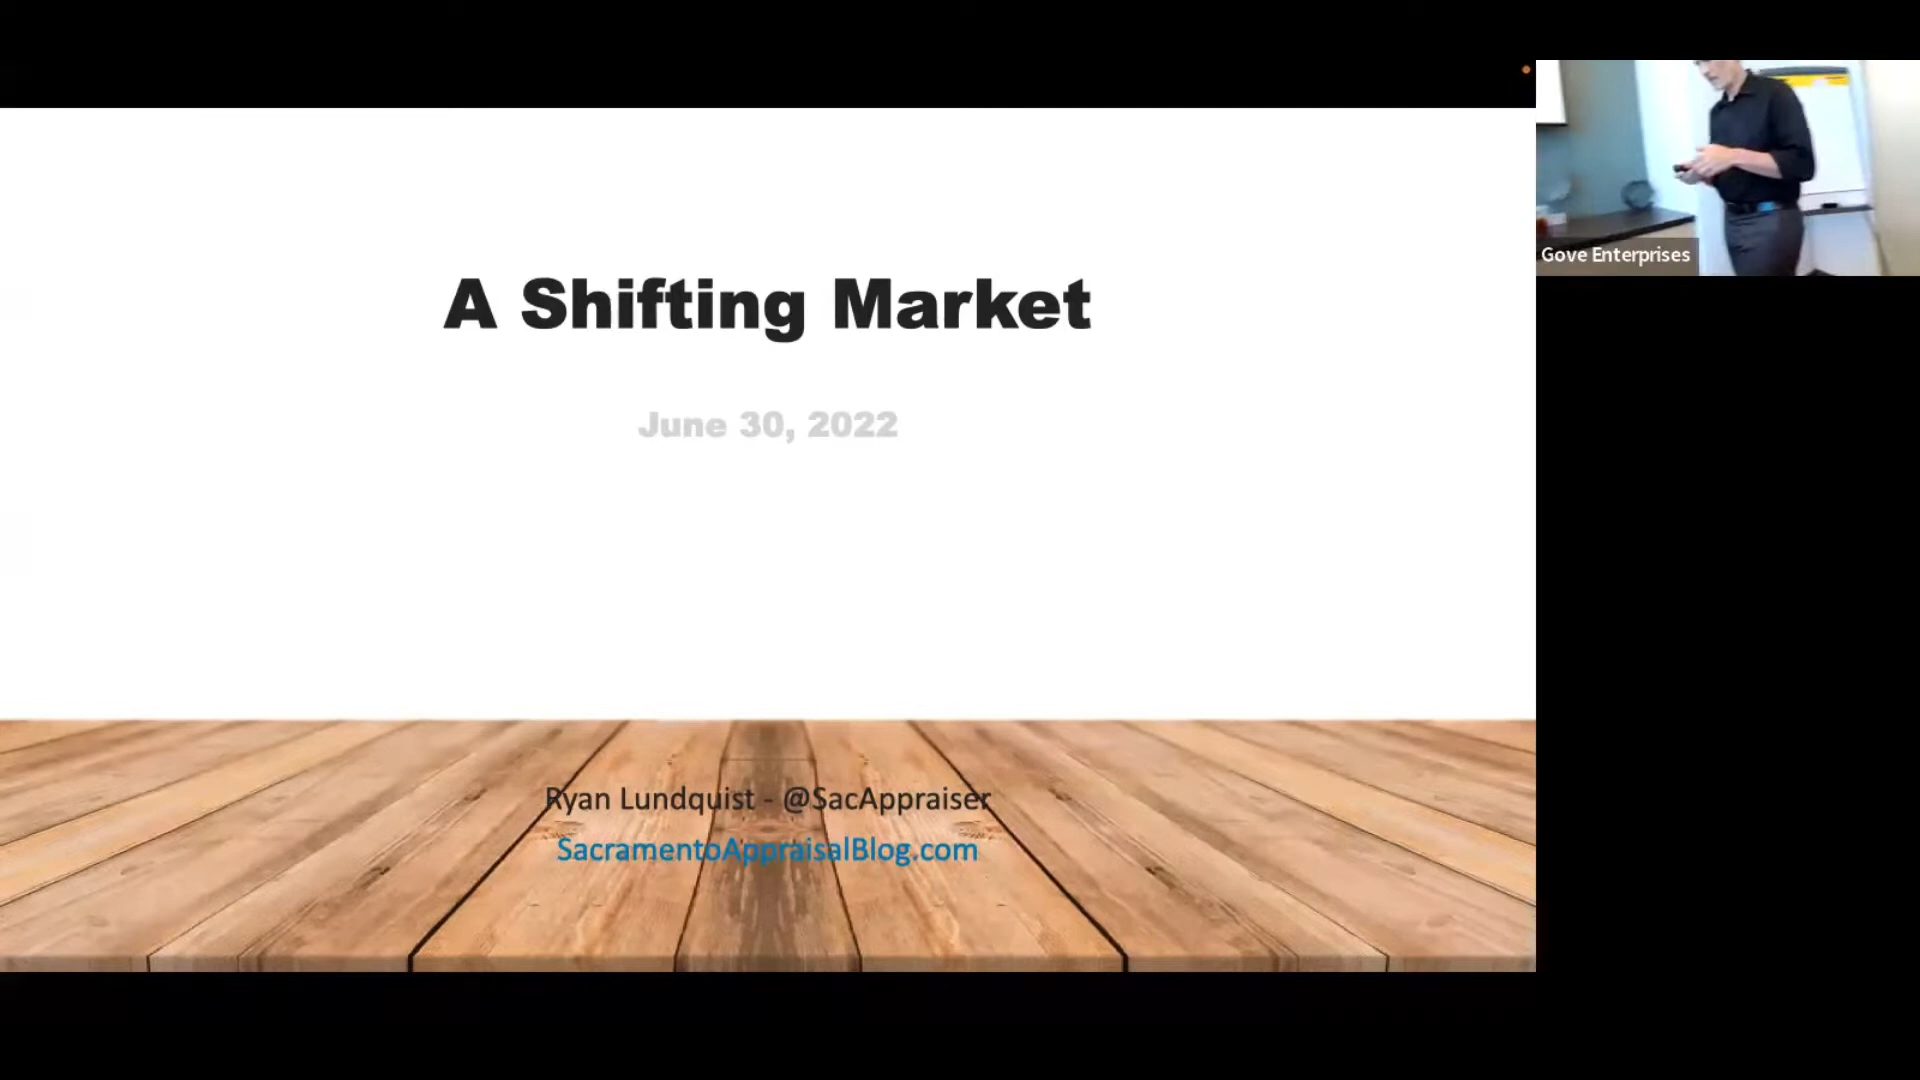 A Shifting Market
June 30, 2022
Ryan Lundquist - @SacAppraiser
SacramentoAppraisalBlog.com
Gove Enterprises